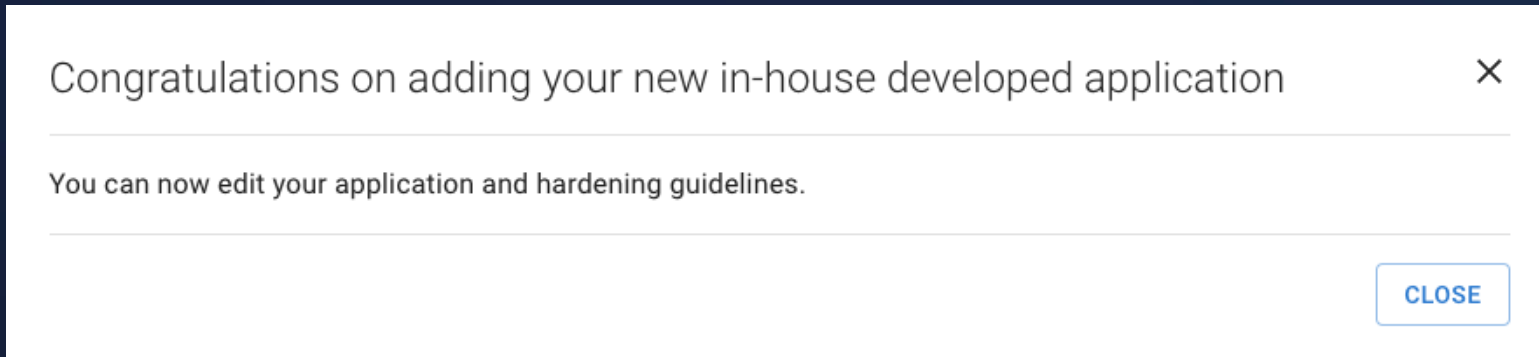 Congratulations on adding your new in-house developed application
You can now edit your application and hardening guidelines.
CLOSE